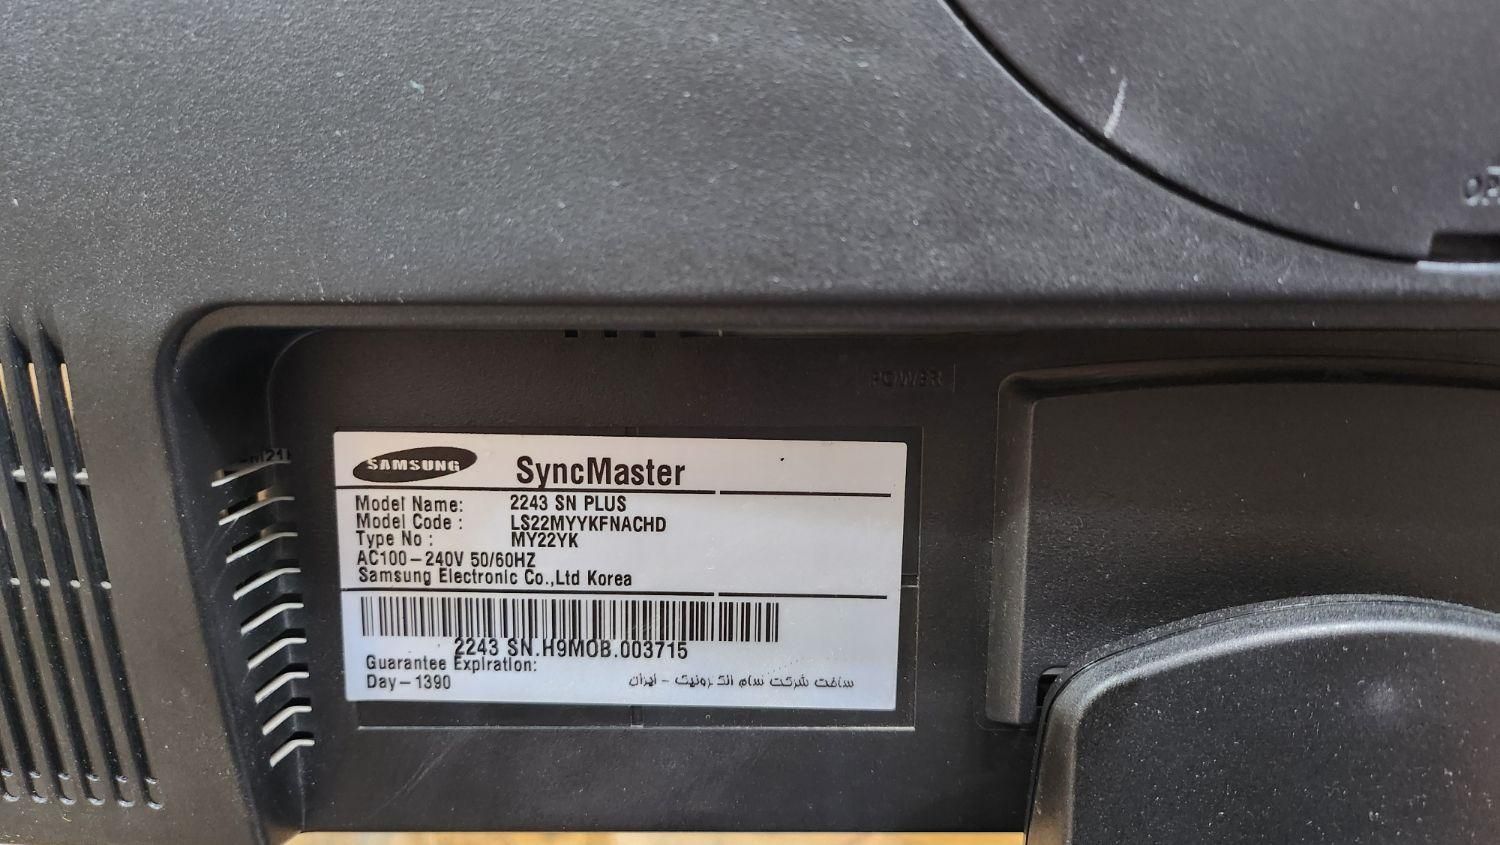 POWER
SAMSUNG SyncMaster
Model Name: 2243 SN PLUS
Model Code : LS22MYYKFNACHD
Type No : MY22YK
AC100-240V 50/60HZ
Samsung Electronic Co.,Ltd Korea
2243 SN.H9MOB.003715
Guarantee Expiration:
Day-1390
ساخت شرکت سام الکترونیک - ایران